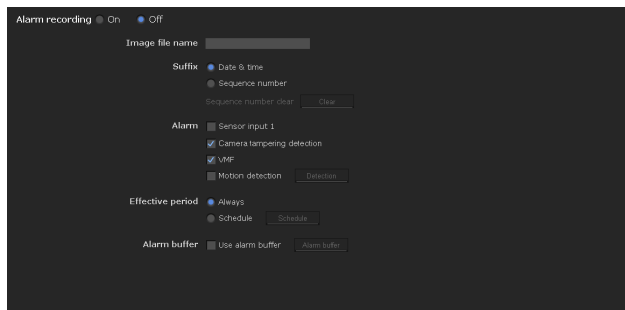 Alarm recording On Off
Image file name
Suffix Date & time
Sequence number
Sequence number clear Clear
Alarm Sensor input 1
Camera tampering detection
VMF
Motion detection Detection
Effective period Always
Schedule Schedule
Alarm buffer Use alarm buffer Alarm buffer